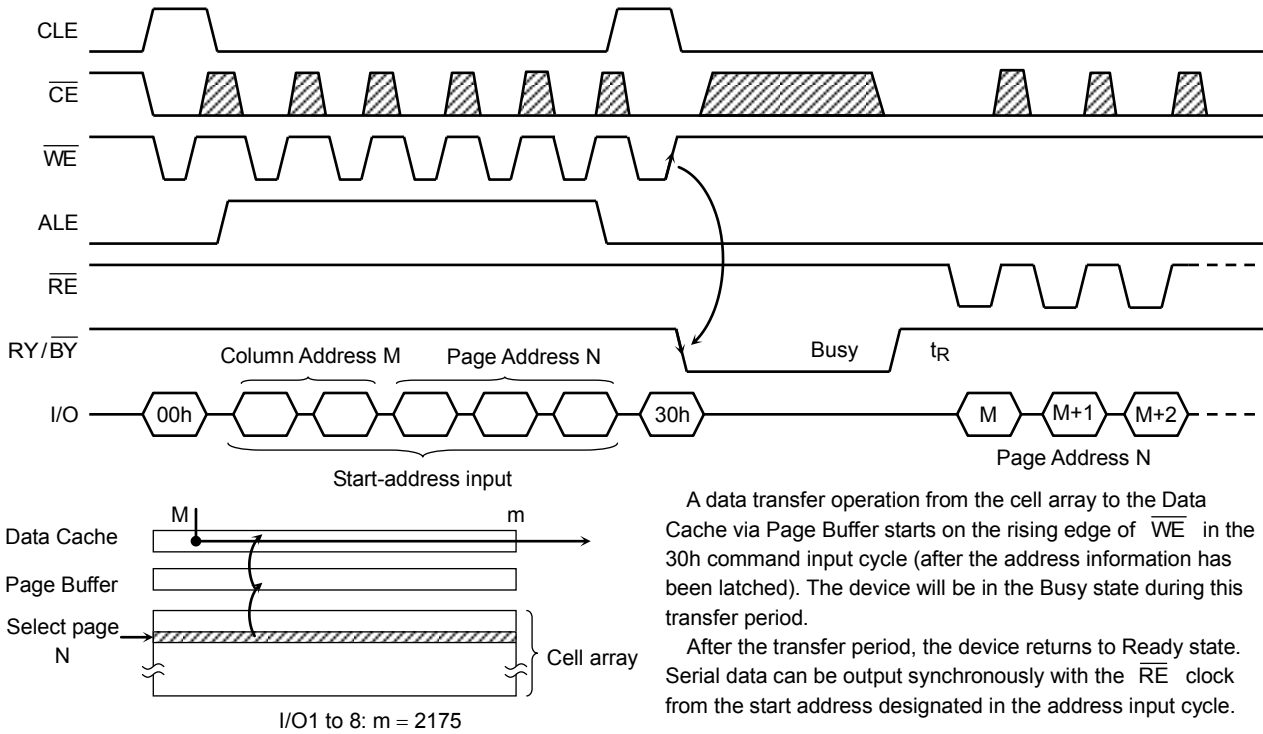 CLE
CE
WE
ALE
RE
RY/BY
Busy
tR
Column Address M
Page Address N
I/O
00h
30h
M
M+1
M+2
Start-address input
Page Address N
M
m
Data Cache
Page Buffer
Select page
N
Cell array
I/O1 to 8: m = 2175
A data transfer operation from the cell array to the Data
Cache via Page Buffer starts on the rising edge of WE in the
30h command input cycle (after the address information has
been latched). The device will be in the Busy state during this
transfer period.
After the transfer period, the device returns to Ready state.
Serial data can be output synchronously with the RE clock
from the start address designated in the address input cycle.